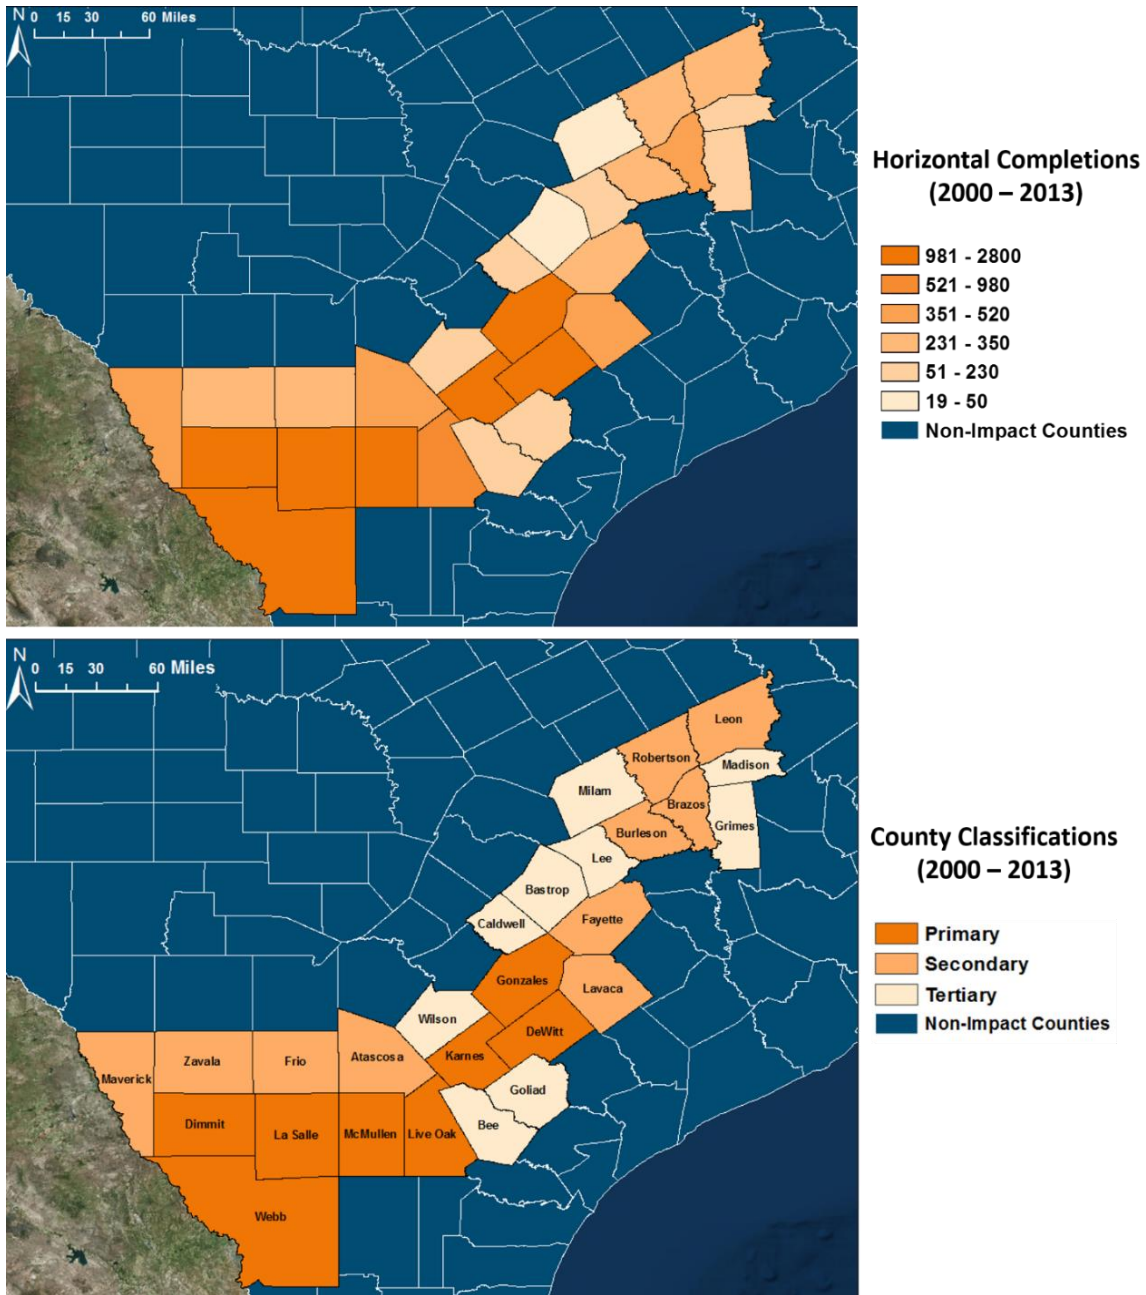 N
0 15 30 60 Miles
Horizontal Completions
(2000 – 2013)
981 - 2800
521 - 980
351 - 520
231 - 350
51 - 230
19 - 50
Non-Impact Counties
N
0 15 30 60 Miles
Leon
Robertson
Madison
Milam
Brazos
Grimes
Burleson
Lee
Bastrop
Caldwell
Fayette
Gonzales
Lavaca
Wilson
DeWitt
Karnes
Atascosa
Frio
Zavala
Maverick
Goliad
Bee
Dimmit
La Salle
McMullen
Live Oak
Webb
County Classifications
(2000 – 2013)
Primary
Secondary
Tertiary
Non-Impact Counties